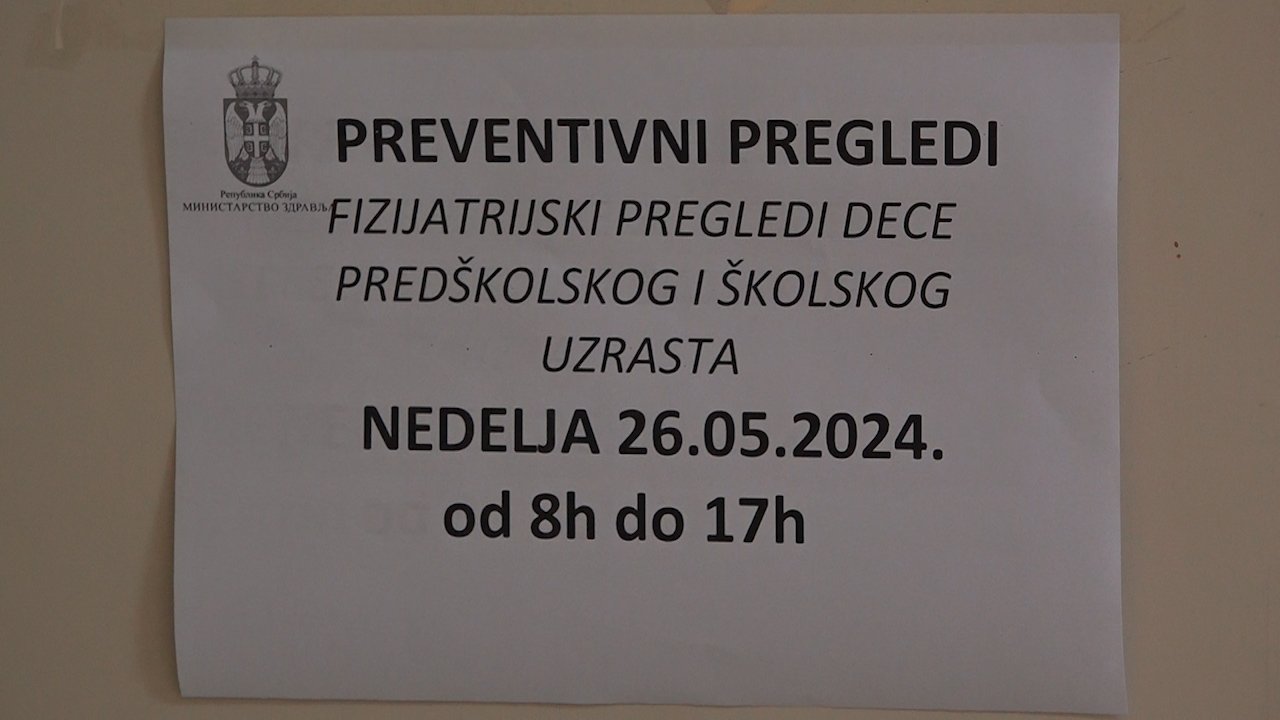 Република Србија
МИНИСТАРСТВО ЗДРАВЉА
PREVENTIVNI PREGLEDI
FIZIJATRIJSKI PREGLEDI DECE
PREDŠKOLSKOG I ŠKOLSKOG
UZRASTA
NEDELJA 26.05.2024.
od 8h do 17h